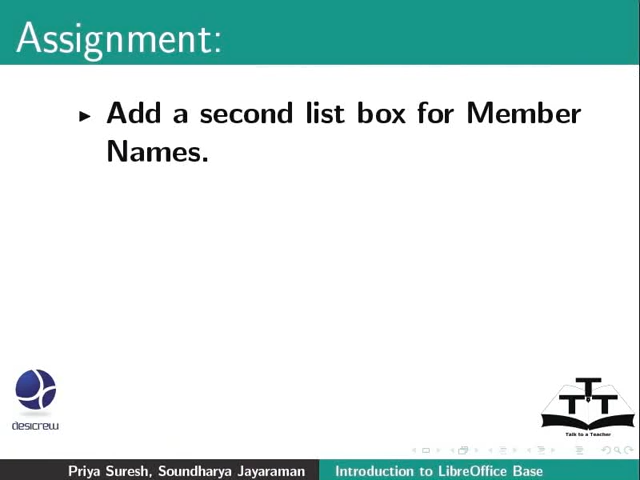 Assignment:
Add a second list box for Member
Names.
desicrew
T T T
Talk to a Teacher
Priya Suresh, Soundharya Jayaraman
Introduction to LibreOffice Base